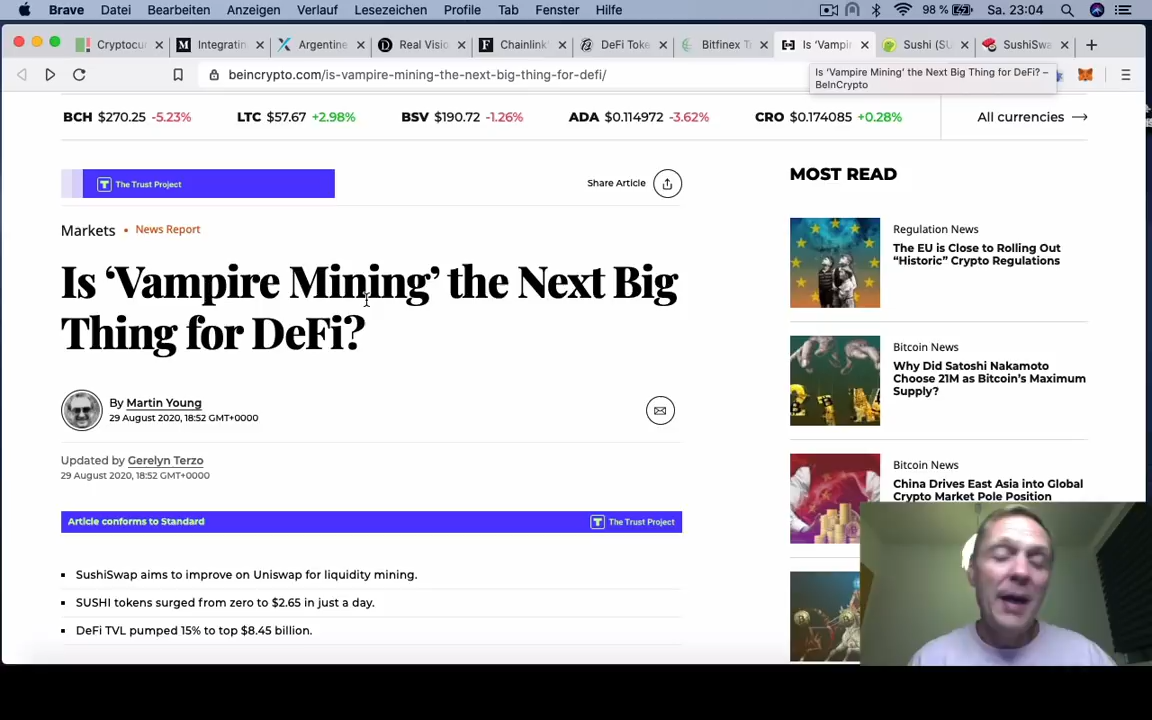 Brave Datei Bearbeiten Anzeigen Verlauf Lesezeichen Profile Tab Fenster Hilfe 98 % Sa. 23:04
Cryptocu Integratin Argentine Real Visio Chainlink DeFi Toke Bitfinex Tr Is 'Vampir Sushi (SU SushiSwa
beincrypto.com/is-vampire-mining-the-next-big-thing-for-defi/
Is 'Vampire Mining' the Next Big Thing for DeFi? –
BeInCrypto
BCH $270.25 -5.23% LTC $57.67 +2.98% BSV $190.72 -1.26% ADA $0.114972 -3.62% CRO $0.174085 +0.28% All currencies →
T The Trust Project
Share Article
Markets • News Report
Is ‘Vampire Mining’ the Next Big
Thing for DeFi?
By Martin Young
29 August 2020, 18:52 GMT+0000
Updated by Gerelyn Terzo
29 August 2020, 18:52 GMT+0000
Article conforms to Standard T The Trust Project
SushiSwap aims to improve on Uniswap for liquidity mining.
SUSHI tokens surged from zero to $2.65 in just a day.
DeFi TVL pumped 15% to top $8.45 billion.
MOST READ
Regulation News
The EU is Close to Rolling Out
“Historic” Crypto Regulations
Bitcoin News
Why Did Satoshi Nakamoto
Choose 21M as Bitcoin’s Maximum
Supply?
Bitcoin News
China Drives East Asia into Global
Crypto Market Pole Position